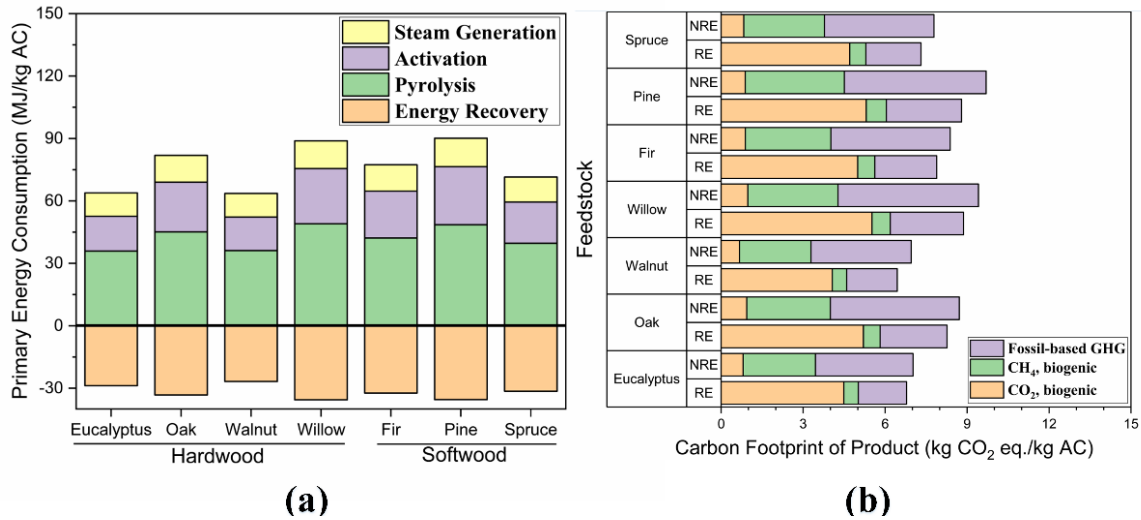 Primary Energy Consumption (MJ/kg AC)
150
120
90
60
30
0
-30
Steam Generation
Activation
Pyrolysis
Energy Recovery
Eucalyptus Oak Walnut Willow Fir Pine Spruce
Hardwood Softwood
(a)
Feedstock
Spruce NRE
RE
Pine NRE
RE
Fir NRE
RE
Willow NRE
RE
Walnut NRE
RE
Oak NRE
RE
Eucalyptus NRE
RE
Fossil-based GHG
CH₄, biogenic
CO₂, biogenic
0 3 6 9 12 15
Carbon Footprint of Product (kg CO₂ eq./kg AC)
(b)